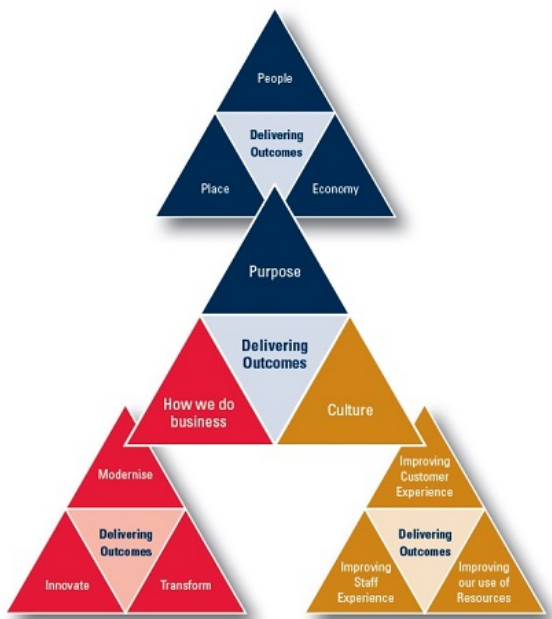 People
Delivering
Outcomes
Place
Economy
Purpose
Delivering
Outcomes
How we do
business
Culture
Modernise
Delivering
Outcomes
Innovate
Transform
Improving
Customer
Experience
Delivering
Outcomes
Improving
Staff
Experience
Improving
our use of
Resources